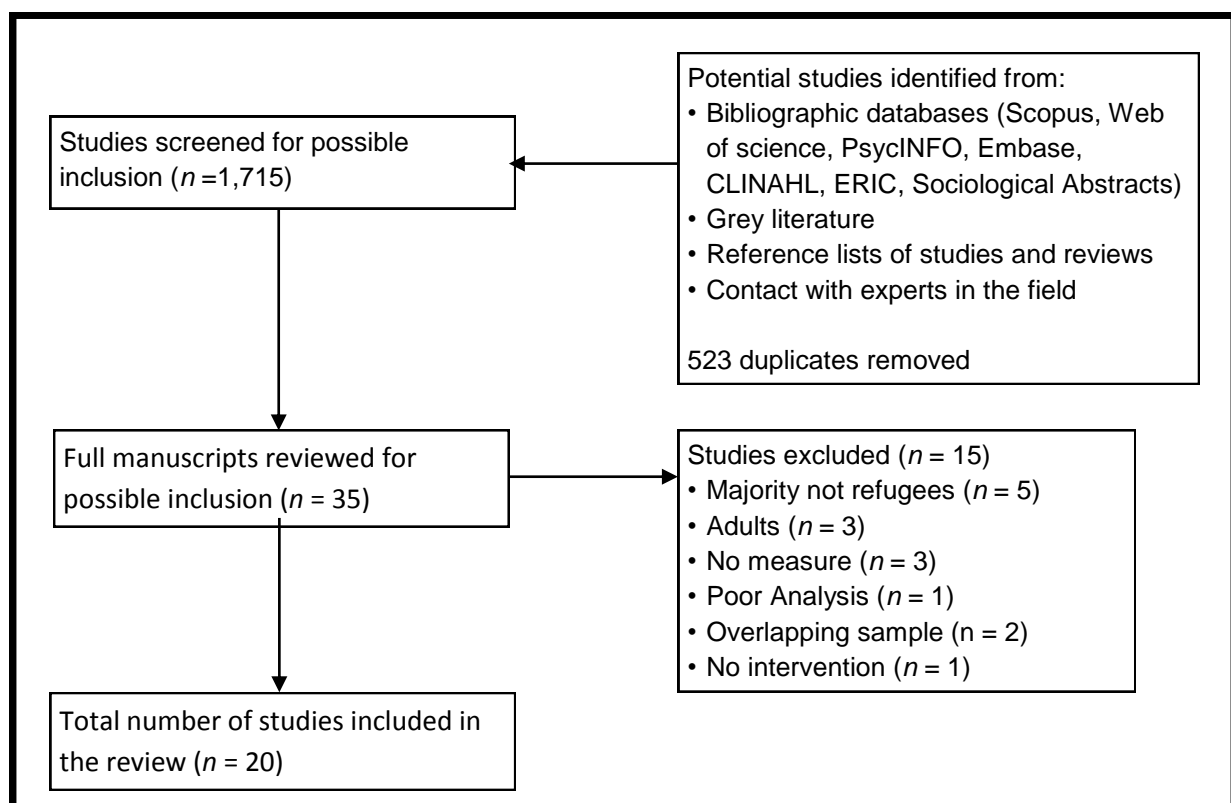 Potential studies identified from:
• Bibliographic databases (Scopus, Web
of science, PsycINFO, Embase,
CLINAHL, ERIC, Sociological Abstracts)
• Grey literature
• Reference lists of studies and reviews
• Contact with experts in the field
523 duplicates removed
Studies screened for possible
inclusion (n =1,715)
Full manuscripts reviewed for
possible inclusion (n = 35)
Studies excluded (n = 15)
• Majority not refugees (n = 5)
• Adults (n = 3)
• No measure (n = 3)
• Poor Analysis (n = 1)
• Overlapping sample (n = 2)
• No intervention (n = 1)
Total number of studies included in
the review (n = 20)